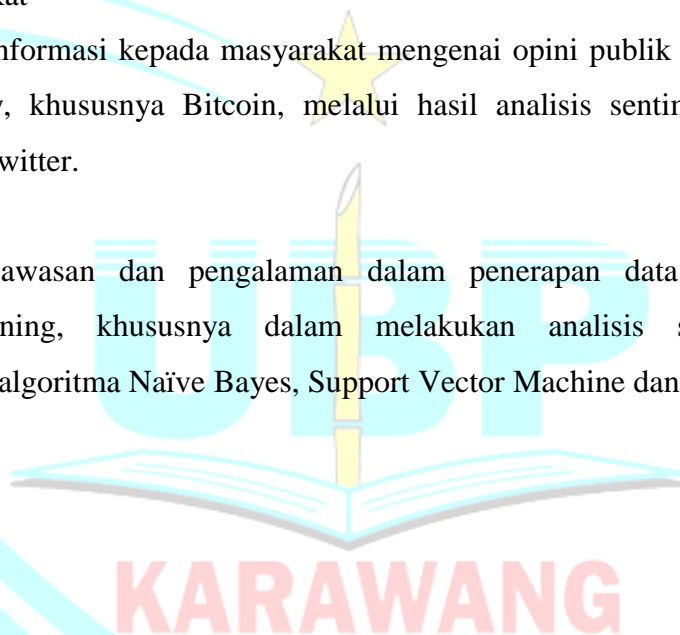 kat
nformasi kepada masyarakat mengenai opini publik
, khususnya Bitcoin, melalui hasil analisis
witter.
UBP
awasan dan pengalaman dalam penerapan data
ning, khususnya dalam melakukan analisis s
algoritma Naïve Bayes, Support Vector Machine dan
KARAWANG